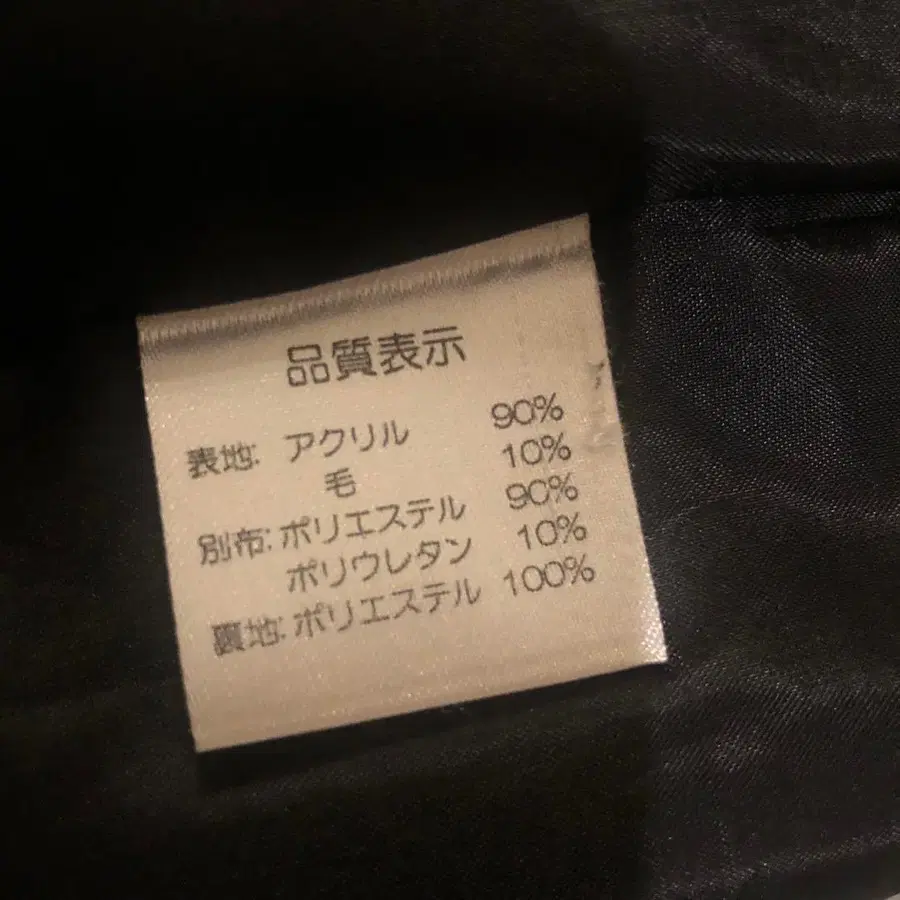 品質表示
表地: アクリル 90%
毛 10%
別布: ポリエステル 90%
ポリウレタン 10%
裏地: ポリエステル 100%